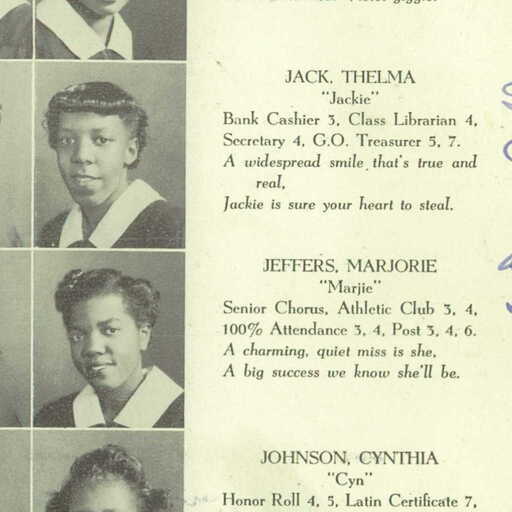 JACK, THELMA
"Jackie"
Bank Cashier 3, Class Librarian 4,
Secretary 4, G.O. Treasurer 5, 7.
A widespread smile that's true and
real,
Jackie is sure your heart to steal.
JEFFERS, MARJORIE
"Marjie"
Senior Chorus, Athletic Club 3, 4,
100% Attendance 3, 4, Post 3, 4, 6.
A charming, quiet miss is she,
A big success we know she'll be.
JOHNSON, CYNTHIA
"Cyn"
Honor Roll 4, 5, Latin Certificate 7,